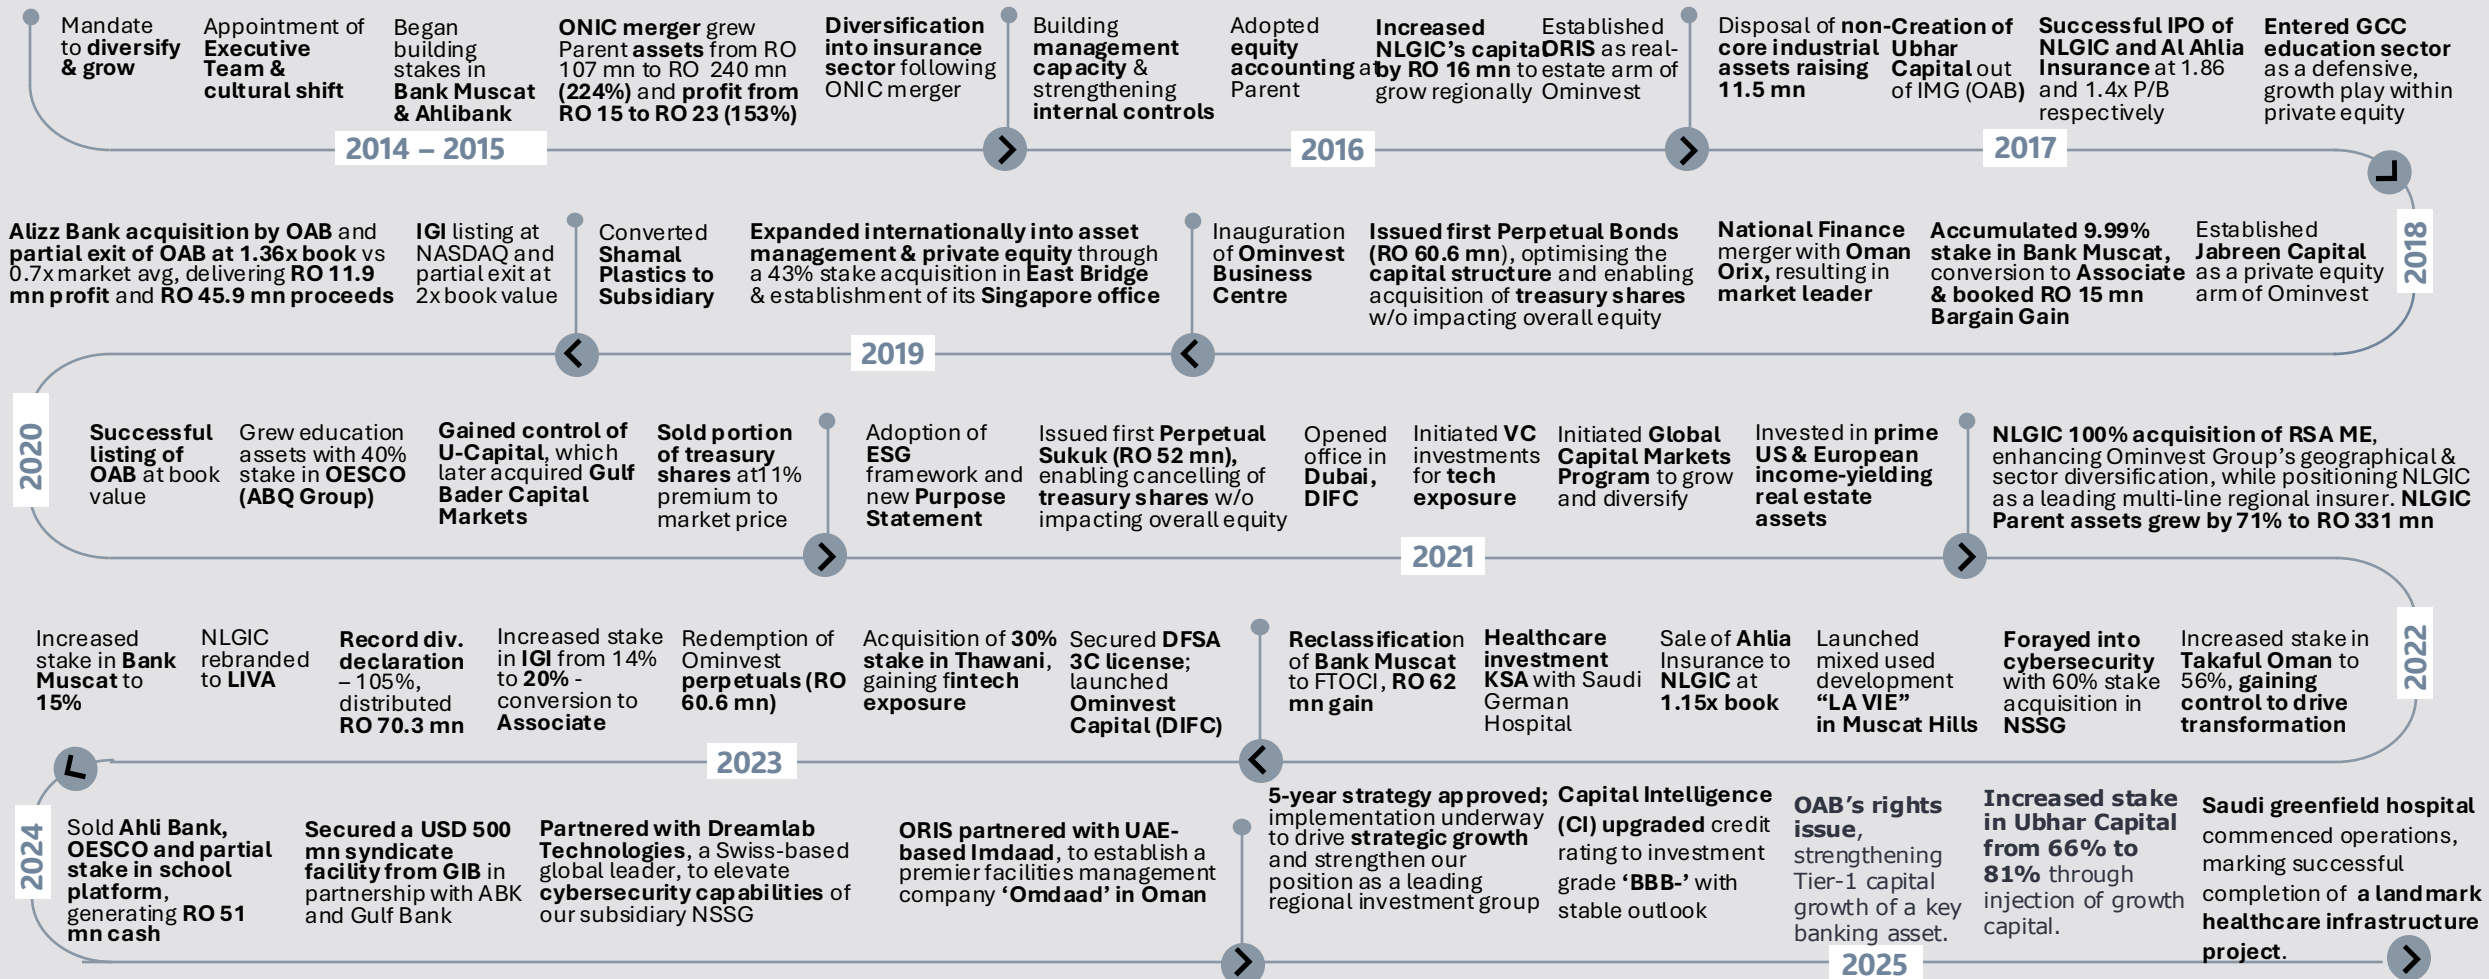 Mandate
to diversify
& grow
Appointment of
Executive
Team &
cultural shift
Began
building
stakes in
Bank Muscat
& Ahlibank
ONIC merger grew
Parent assets from RO
107 mn to RO 240 mn
(224%) and profit from
RO 15 to RO 23 (153%)
Diversification
into insurance
sector following
ONIC merger
2014 – 2015
Building
management
capacity &
strengthening
internal controls
Adopted
equity
accounting at
Parent
Increased
NLGIC's capital
by RO 16 mn to
grow regionally
Established
ORIS as real-
estate arm of
Ominvest
2016
Disposal of non-
core industrial
assets raising
11.5 mn
Creation of
Ubhar
Capital out
of IMG (OAB)
Successful IPO of
NLGIC and Al Ahlia
Insurance at 1.86
and 1.4x P/B
respectively
Entered GCC
education sector
as a defensive,
growth play within
private equity
2017
Established
Jabreen Capital
as a private equity
arm of Ominvest
Accumulated 9.99%
stake in Bank Muscat,
conversion to Associate
& booked RO 15 mn
Bargain Gain
National Finance
merger with Oman
Orix, resulting in
market leader
Issued first Perpetual Bonds
(RO 60.6 mn), optimising the
capital structure and enabling
acquisition of treasury shares
w/o impacting overall equity
Inauguration
of Ominvest
Business
Centre
2018
Expanded internationally into asset
management & private equity through
a 43% stake acquisition in East Bridge
& establishment of its Singapore office
Converted
Shamal
Plastics to
Subsidiary
2019
IGI listing at
NASDAQ and
partial exit at
2x book value
Alizz Bank acquisition by OAB and
partial exit of OAB at 1.36x book vs
0.7x market avg, delivering RO 11.9
mn profit and RO 45.9 mn proceeds
2020
Successful
listing of
OAB at book
value
Grew education
assets with 40%
stake in OESCO
(ABQ Group)
Gained control of
U-Capital, which
later acquired Gulf
Bader Capital
Markets
Sold portion
of treasury
shares at11%
premium to
market price
Adoption of
ESG
framework and
new Purpose
Statement
Issued first Perpetual
Sukuk (RO 52 mn),
enabling cancelling of
treasury shares w/o
impacting overall equity
Opened
office in
Dubai,
DIFC
Initiated VC
investments
for tech
exposure
Initiated Global
Capital Markets
Program to grow
and diversify
Invested in prime
US & European
income-yielding
real estate
assets
2021
NLGIC 100% acquisition of RSA ME,
enhancing Ominvest Group's geographical &
sector diversification, while positioning NLGIC
as a leading multi-line regional insurer. NLGIC
Parent assets grew by 71% to RO 331 mn
2022
Increased stake in
Takaful Oman to
56%, gaining
control to drive
transformation
Forayed into
cybersecurity
with 60% stake
acquisition in
NSSG
Launched
mixed used
development
“LA VIE”
in Muscat Hills
Sale of Ahlia
Insurance to
NLGIC at
1.15x book
Healthcare
investment
KSA with Saudi
German
Hospital
Reclassification
of Bank Muscat
to FTOCI, RO 62
mn gain
Secured DFSA
3C license;
launched
Ominvest
Capital (DIFC)
Acquisition of 30%
stake in Thawani,
gaining fintech
exposure
Redemption of
Ominvest
perpetuals (RO
60.6 mn)
Increased stake
in IGI from 14%
to 20% -
conversion to
Associate
Record div.
declaration
– 105%,
distributed
RO 70.3 mn
NLGIC
rebranded
to LIVA
Increased
stake in Bank
Muscat to
15%
2023
2024
Sold Ahli Bank,
OESCO and partial
stake in school
platform,
generating RO 51
mn cash
Secured a USD 500
mn syndicate
facility from GIB in
partnership with ABK
and Gulf Bank
Partnered with Dreamlab
Technologies, a Swiss-based
global leader, to elevate
cybersecurity capabilities of
our subsidiary NSSG
ORIS partnered with UAE-
based Imdaad, to establish a
premier facilities management
company ‘Omdaad’ in Oman
5-year strategy approved;
implementation underway
to drive strategic growth
and strengthen our
position as a leading
regional investment group
Capital Intelligence
(CI) upgraded credit
rating to investment
grade ‘BBB-’ with
stable outlook
OAB's rights
issue,
strengthening
Tier-1 capital
growth of a key
banking asset.
Increased stake
in Ubhar Capital
from 66% to
81% through
injection of growth
capital.
Saudi greenfield hospital
commenced operations,
marking successful
completion of a landmark
healthcare infrastructure
project.
2025